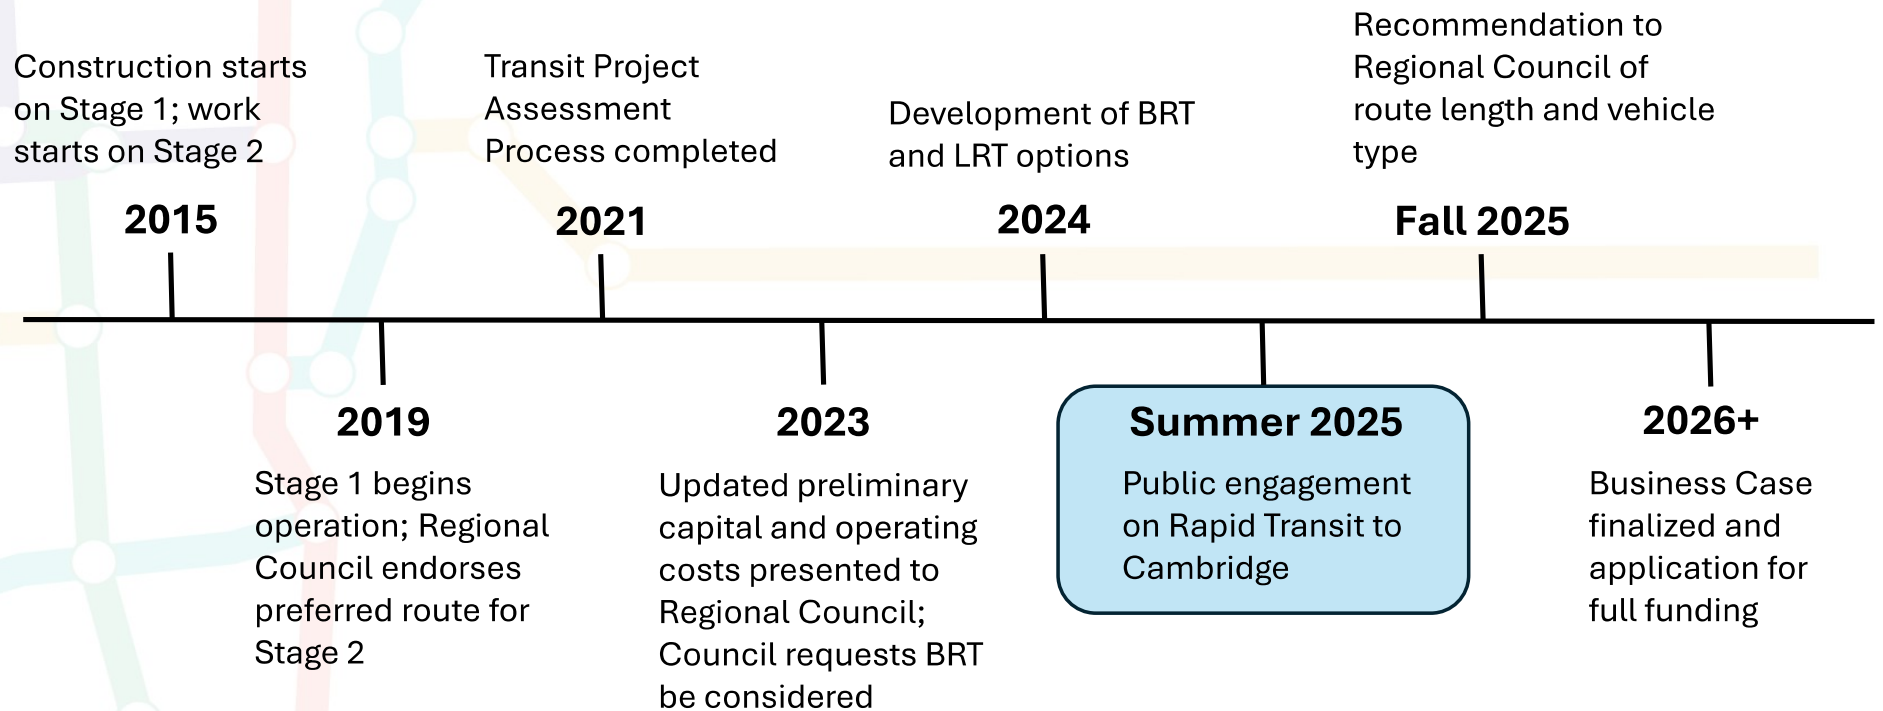 Construction starts
on Stage 1; work
starts on Stage 2
2015
Stage 1 begins
operation; Regional
Council endorses
preferred route for
Stage 2
2019
Transit Project
Assessment
Process completed
2021
2023
Updated preliminary
capital and operating
costs presented to
Regional Council;
Council requests BRT
be considered
Development of BRT
and LRT options
2024
Summer 2025
Public engagement
on Rapid Transit to
Cambridge
Recommendation to
Regional Council of
route length and vehicle
type
Fall 2025
2026+
Business Case
finalized and
application for
full funding